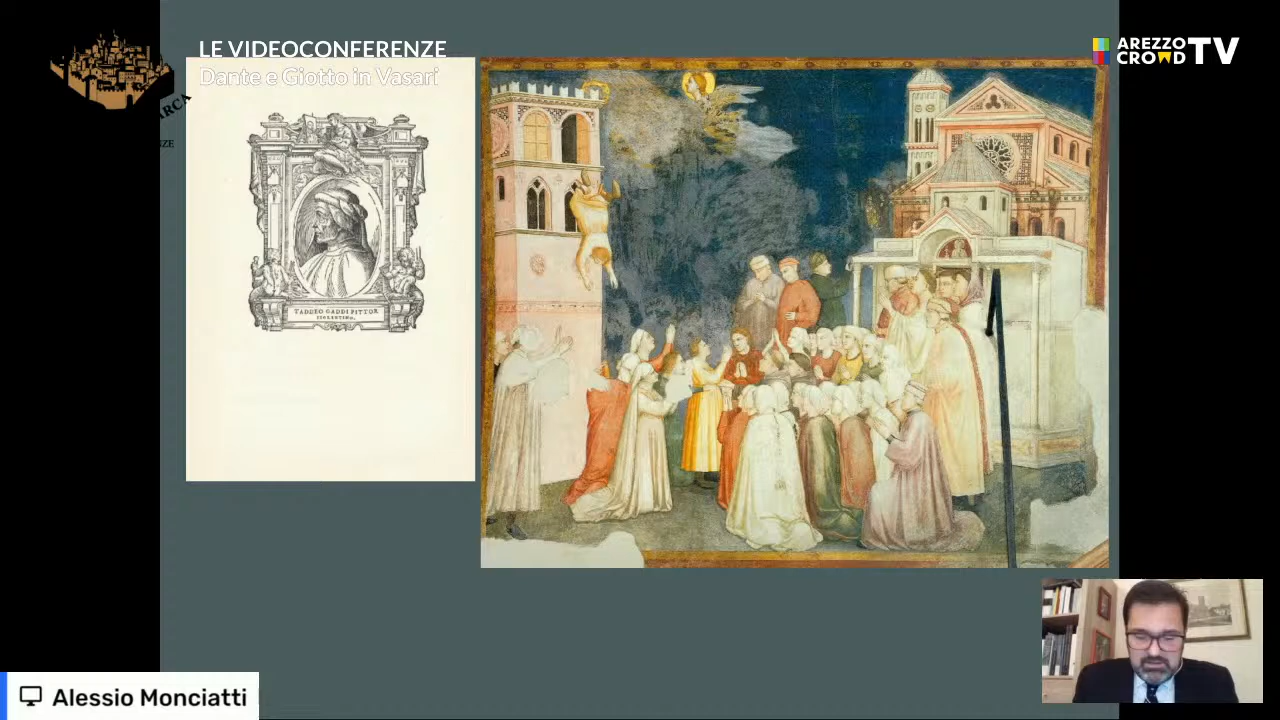 LE VIDEOCONFERENZE
Dante e Giotto in Vasari
AREZZO
CROWD
TV
TADDEO GADDI PITTOR
FIORENTINO.
Alessio Monciatti